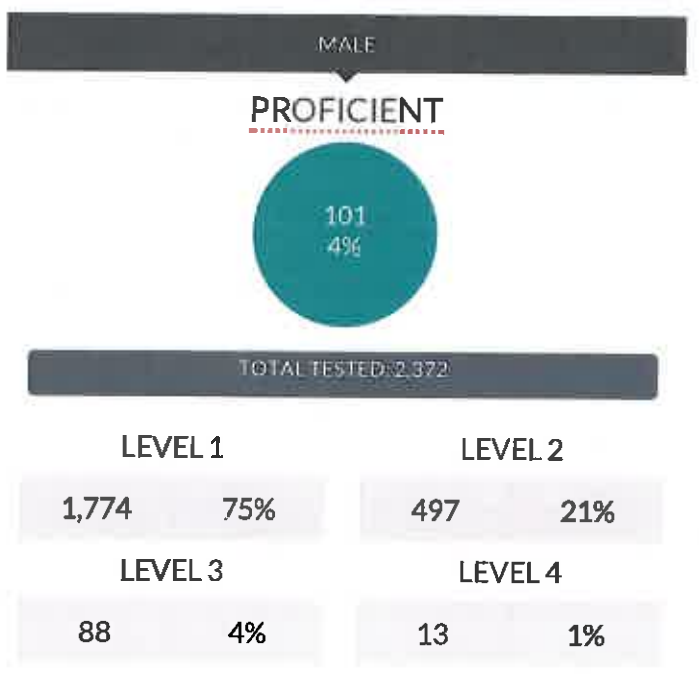 MALE
PROFICIENT
101
4%
TOTAL TESTED: 2,372
LEVEL 1
LEVEL 2
1,774 75%
497 21%
LEVEL 3
LEVEL 4
88 4%
13 1%